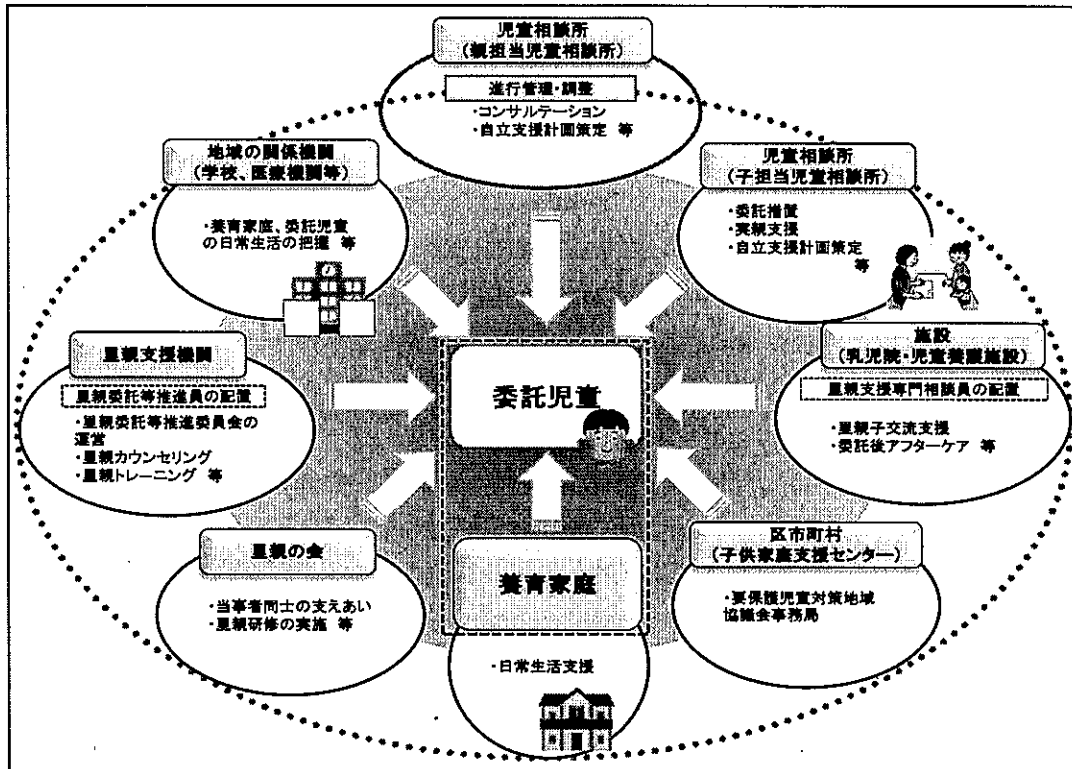 児童相談所
(親担当児童相談所)
進行管理・調整
・コンサルテーション
・自立支援計画策定 等
地域の関係機関
(学校、医療機関等)
・養育家庭、委託児童
の日常生活の把握 等
児童相談所
(子担当児童相談所)
・委託措置
・実親支援
・自立支援計画策定
等
里親支援機関
里親委託等推進員の配置
・里親委託等推進委員会の
運営
・里親カウンセリング
・里親トレーニング 等
委託児童
施設
(乳児院・児童養護施設)
里親支援専門相談員の配置
・里親子交流支援
・委託後アフターケア 等
里親の会
・当事者同士の支えあい
・里親研修の実施 等
養育家庭
・日常生活支援
区市町村
(子供家庭支援センター)
・要保護児童対策地域
協議会事務局